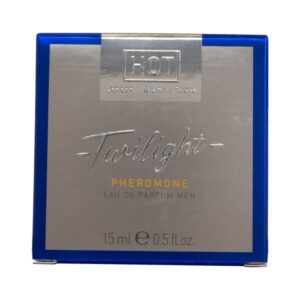 HOT
London · Miami · Tokyo
Twilight
PHEROMONE
EAU DE PARFUM MEN
15 ml ℮ 0.5 fl.oz.